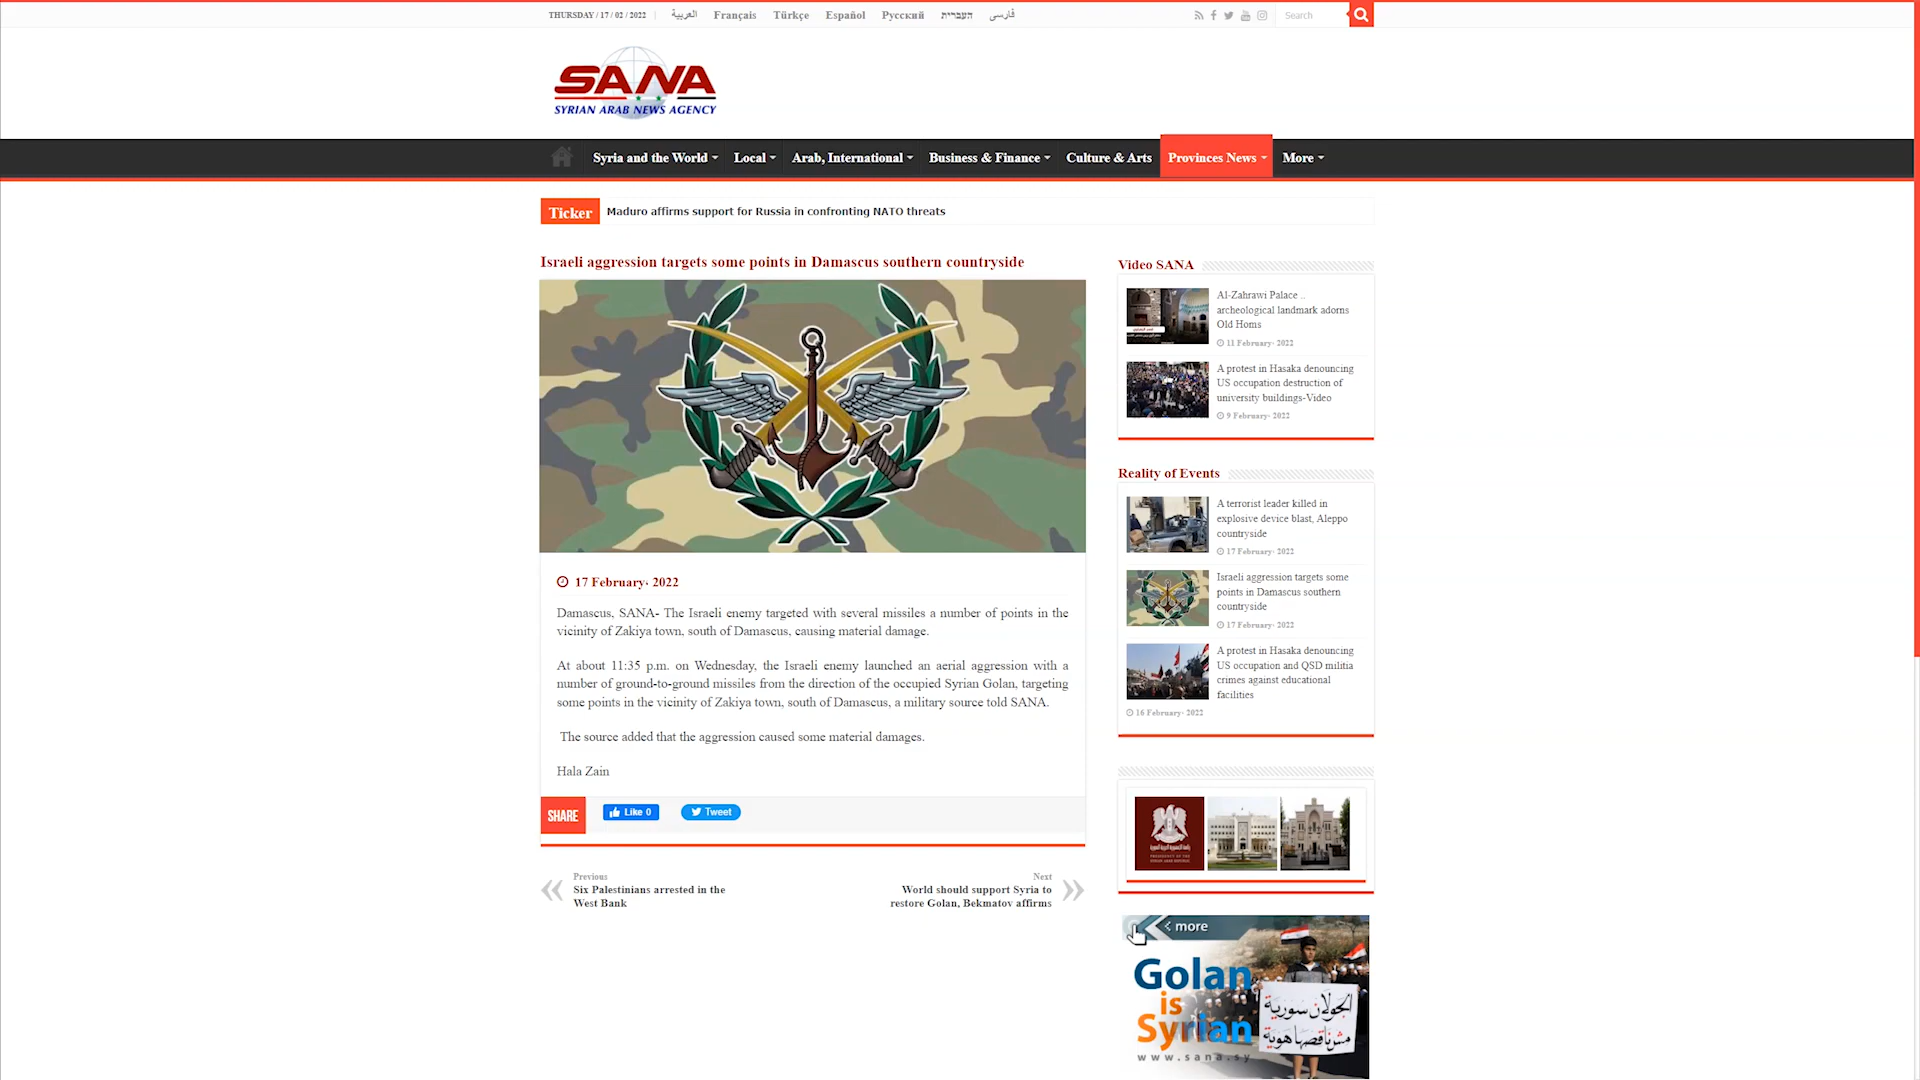 THURSDAY / 17 / 02 / 2022
العربية Français Türkçe Español Русский העברית فارسی
Search
SANA
SYRIAN ARAB NEWS AGENCY
Syria and the World Local Arab, International Business & Finance Culture & Arts Provinces News More
Ticker Maduro affirms support for Russia in confronting NATO threats
Israeli aggression targets some points in Damascus southern countryside
17 February، 2022
Damascus, SANA- The Israeli enemy targeted with several missiles a number of points in the
vicinity of Zakiya town, south of Damascus, causing material damage.
At about 11:35 p.m. on Wednesday, the Israeli enemy launched an aerial aggression with a
number of ground-to-ground missiles from the direction of the occupied Syrian Golan, targeting
some points in the vicinity of Zakiya town, south of Damascus, a military source told SANA.
The source added that the aggression caused some material damages.
Hala Zain
SHARE
Like 0
Tweet
Previous
Six Palestinians arrested in the
West Bank
Next
World should support Syria to
restore Golan, Bekmatov affirms
Video SANA
Al-Zahrawi Palace ..
archeological landmark adorns
Old Homs
11 February، 2022
A protest in Hasaka denouncing
US occupation destruction of
university buildings-Video
9 February، 2022
Reality of Events
A terrorist leader killed in
explosive device blast, Aleppo
countryside
17 February، 2022
Israeli aggression targets some
points in Damascus southern
countryside
17 February، 2022
A protest in Hasaka denouncing
US occupation and QSD militia
crimes against educational
facilities
16 February، 2022
< more
Golan
is
Syrian
www.sana.sy
الجولان سورية